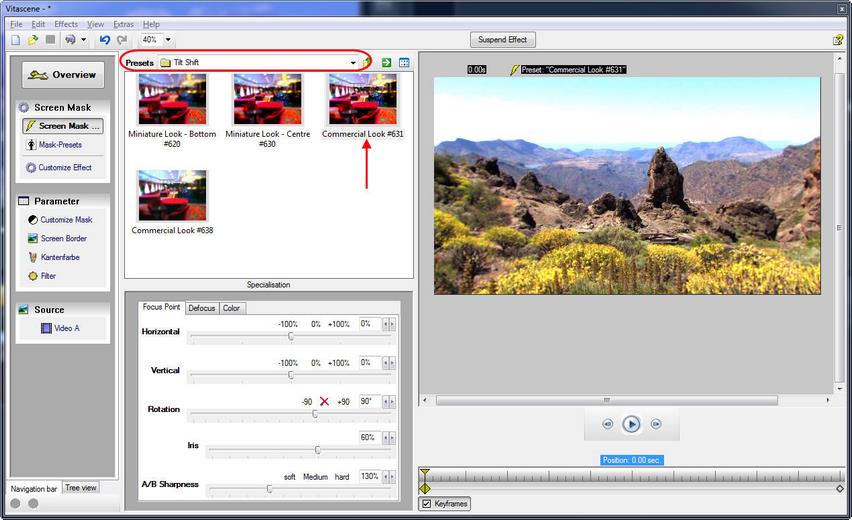 Vitascene - *
File Edit Effects View Extras Help
40%
Suspend Effect
Overview
Screen Mask
Screen Mask ...
Mask-Presets
Customize Effect
Parameter
Customize Mask
Screen Border
Kantenfarbe
Filter
Source
Video A
Navigation bar
Tree view
Presets
Tilt Shift
Miniature Look - Bottom
#620
Miniature Look - Centre
#630
Commercial Look #631
Commercial Look #638
Specialisation
Focus Point
Defocus
Color
Horizontal
-100% 0% +100%
0%
Vertical
-100% 0% +100%
0%
Rotation
-90 +90
90°
Iris
60%
A/B Sharpness
soft Medium hard
130%
0.00s
Preset: "Commercial Look #631"
Position: 0.00 sec.
Keyframes